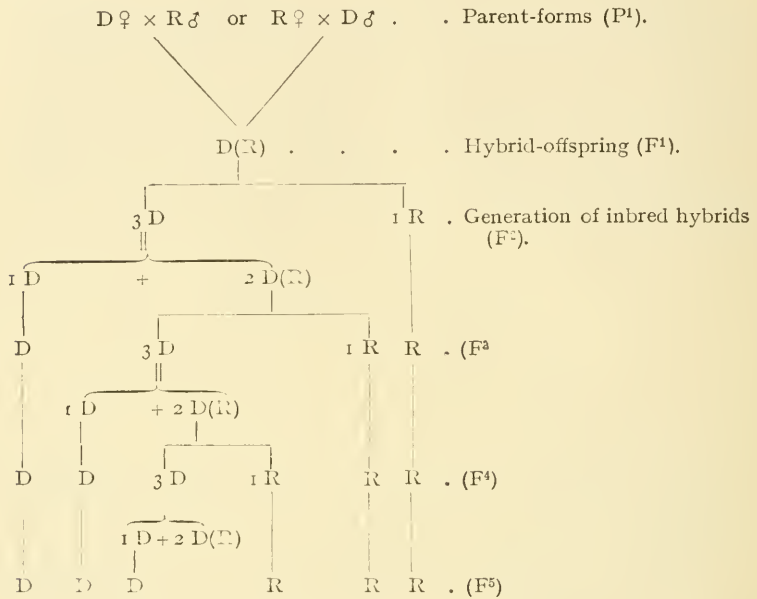 D♀ × R♂ or R♀ × D♂ . . Parent-forms (P¹).
D(R) . . . . Hybrid-offspring (F¹).
3 D 1 R . Generation of inbred hybrids
(F²).
1 D + 2 D(R)
D 3 D 1 R R . (F³
1 D + 2 D(R)
D D 3 D 1 R R R . (F⁴)
1 D + 2 D(R)
D D D R R R . (F⁵)